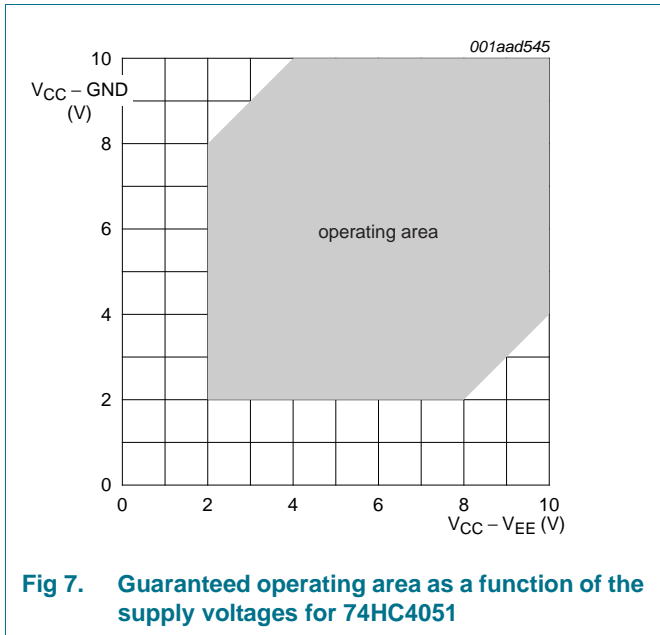 001aad545
10
VCC – GND
(V)
8
6
operating area
4
2
0
0 2 4 6 8 10
VCC – VEE (V)
Fig 7. Guaranteed operating area as a function of the
supply voltages for 74HC4051